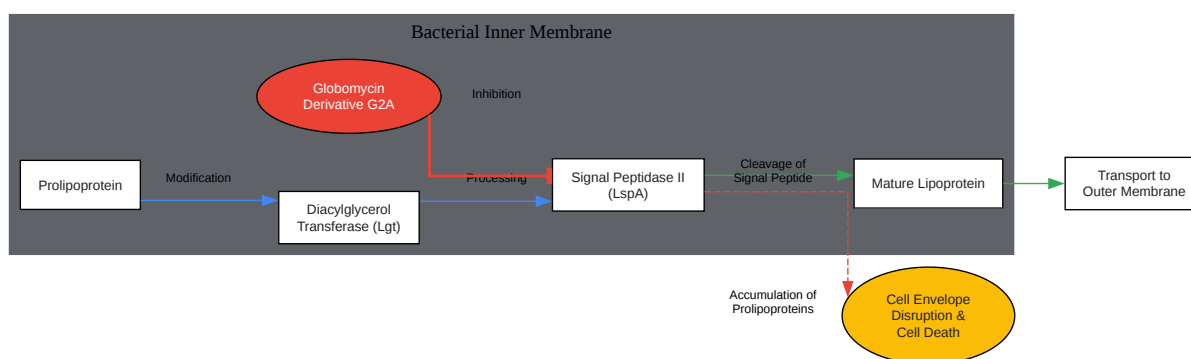 Bacterial Inner Membrane
Globomycin
Derivative G2A
Inhibition
Prolipoprotein
Modification
Diacylglycerol
Transferase (Lgt)
Processing
Signal Peptidase II
(LspA)
Cleavage of
Signal Peptide
Mature Lipoprotein
Transport to
Outer Membrane
Accumulation of
Prolipoproteins
Cell Envelope
Disruption &
Cell Death